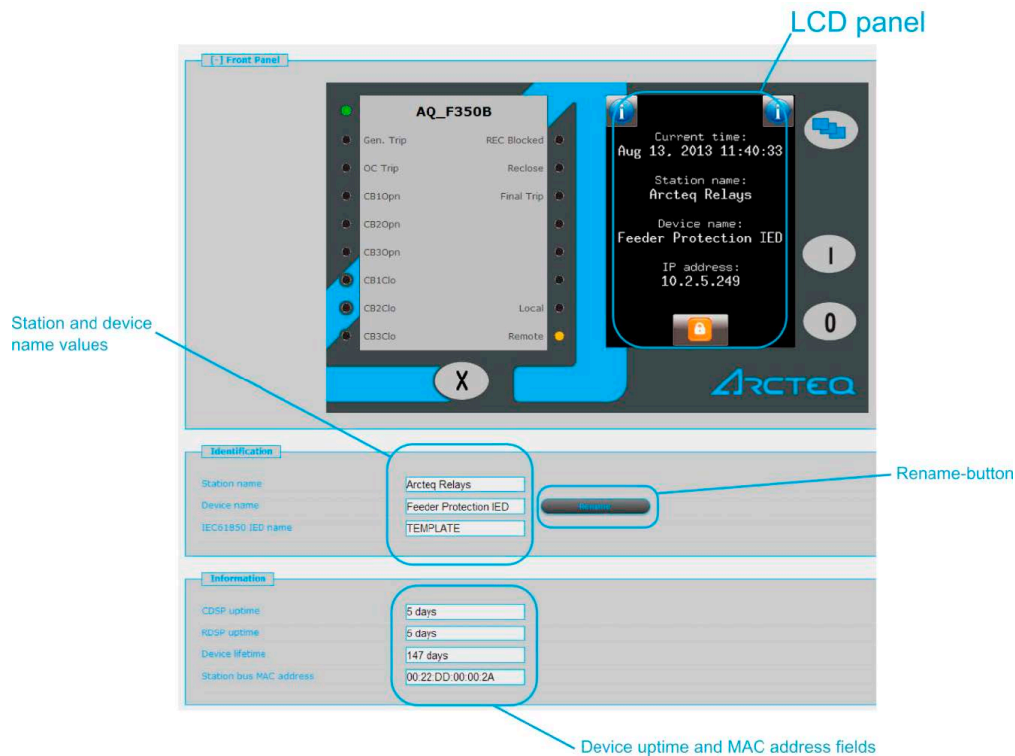 LCD panel
[-] Front Panel
AQ_F350B
Gen. Trip
REC Blocked
OC Trip
Reclose
CB1Opn
Final Trip
CB2Opn
CB3Opn
CB1Clo
CB2Clo
Local
CB3Clo
Remote
X
i
i
Current time:
Aug 13, 2013 11:40:33
Station name:
Arcteq Relays
Device name:
Feeder Protection IED
IP address:
10.2.5.249
I
0
ARCTEQ
Station and device
name values
Identification
Station name
Arcteq Relays
Device name
Feeder Protection IED
Rename
IEC61850 IED name
TEMPLATE
Rename-button
Information
CDSP uptime
5 days
RDSP uptime
5 days
Device lifetime
147 days
Station bus MAC address
00:22:DD:00:00:2A
Device uptime and MAC address fields